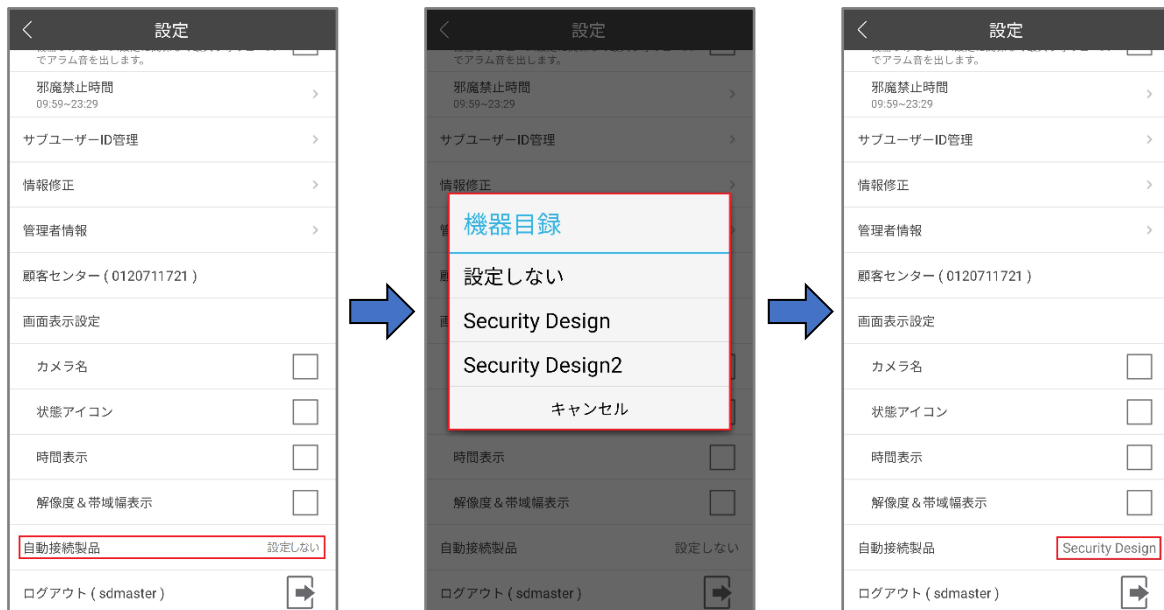 設定
でアラム音を出します。
邪魔禁止時間
09:59~23:29
サブユーザーID管理
情報修正
管理者情報
顧客センター ( 0120711721 )
画面表示設定
カメラ名
状態アイコン
時間表示
解像度＆帯域幅表示
自動接続製品 設定しない
ログアウト ( sdmaster )
設定
でアラム音を出します。
邪魔禁止時間
09:59~23:29
サブユーザーID管理
情報修正
機器目録
設定しない
Security Design
Security Design2
キャンセル
時間表示
解像度＆帯域幅表示
自動接続製品 設定しない
ログアウト ( sdmaster )
設定
でアラム音を出します。
邪魔禁止時間
09:59~23:29
サブユーザーID管理
情報修正
管理者情報
顧客センター ( 0120711721 )
画面表示設定
カメラ名
状態アイコン
時間表示
解像度＆帯域幅表示
自動接続製品 Security Design
ログアウト ( sdmaster )